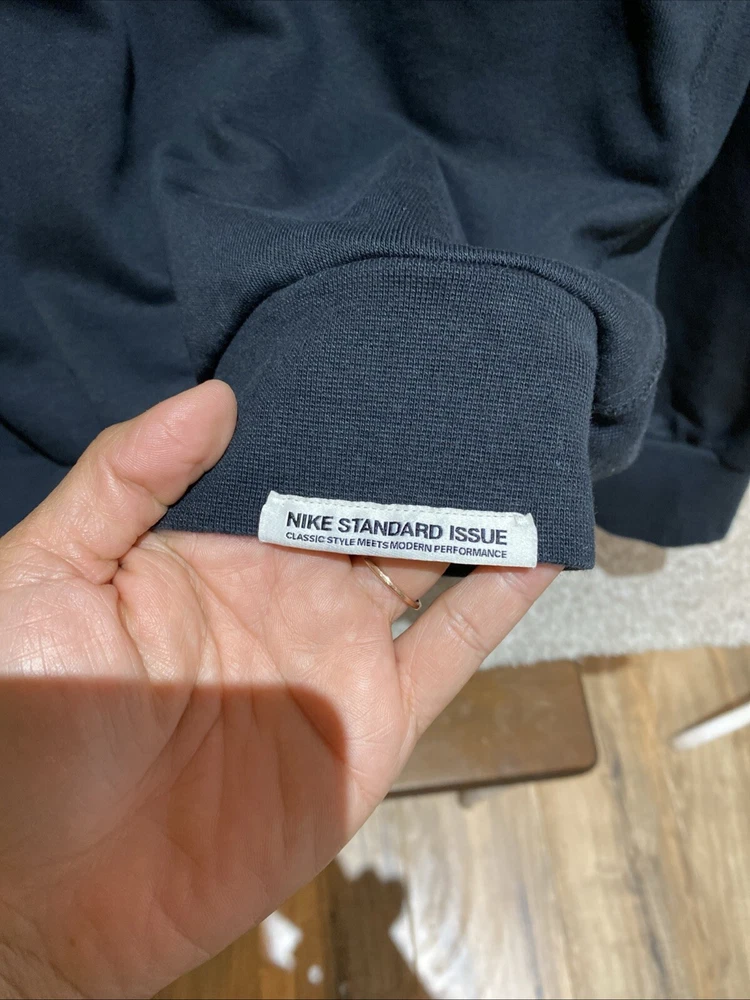 NIKE STANDARD ISSUE
CLASSIC STYLE MEETS MODERN PERFORMANCE